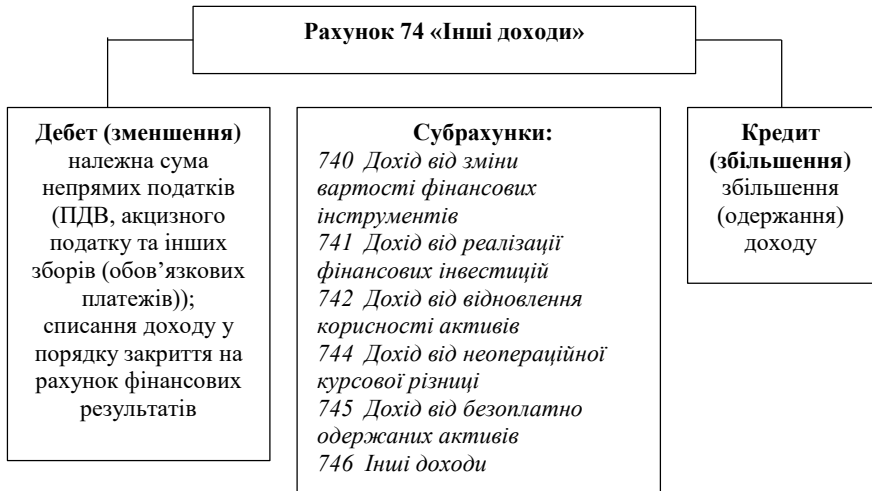 Рахунок 74 «Інші доходи»
Дебет (зменшення)
належна сума
непрямих податків
(ПДВ, акцизного
податку та інших
зборів (обов’язкових
платежів));
списання доходу у
порядку закриття на
рахунок фінансових
результатів
Субрахунки:
740 Дохід від зміни
вартості фінансових
інструментів
741 Дохід від реалізації
фінансових інвестицій
742 Дохід від відновлення
корисності активів
744 Дохід від неопераційної
курсової різниці
745 Дохід від безоплатно
одержаних активів
746 Інші доходи
Кредит
(збільшення)
збільшення
(одержання)
доходу